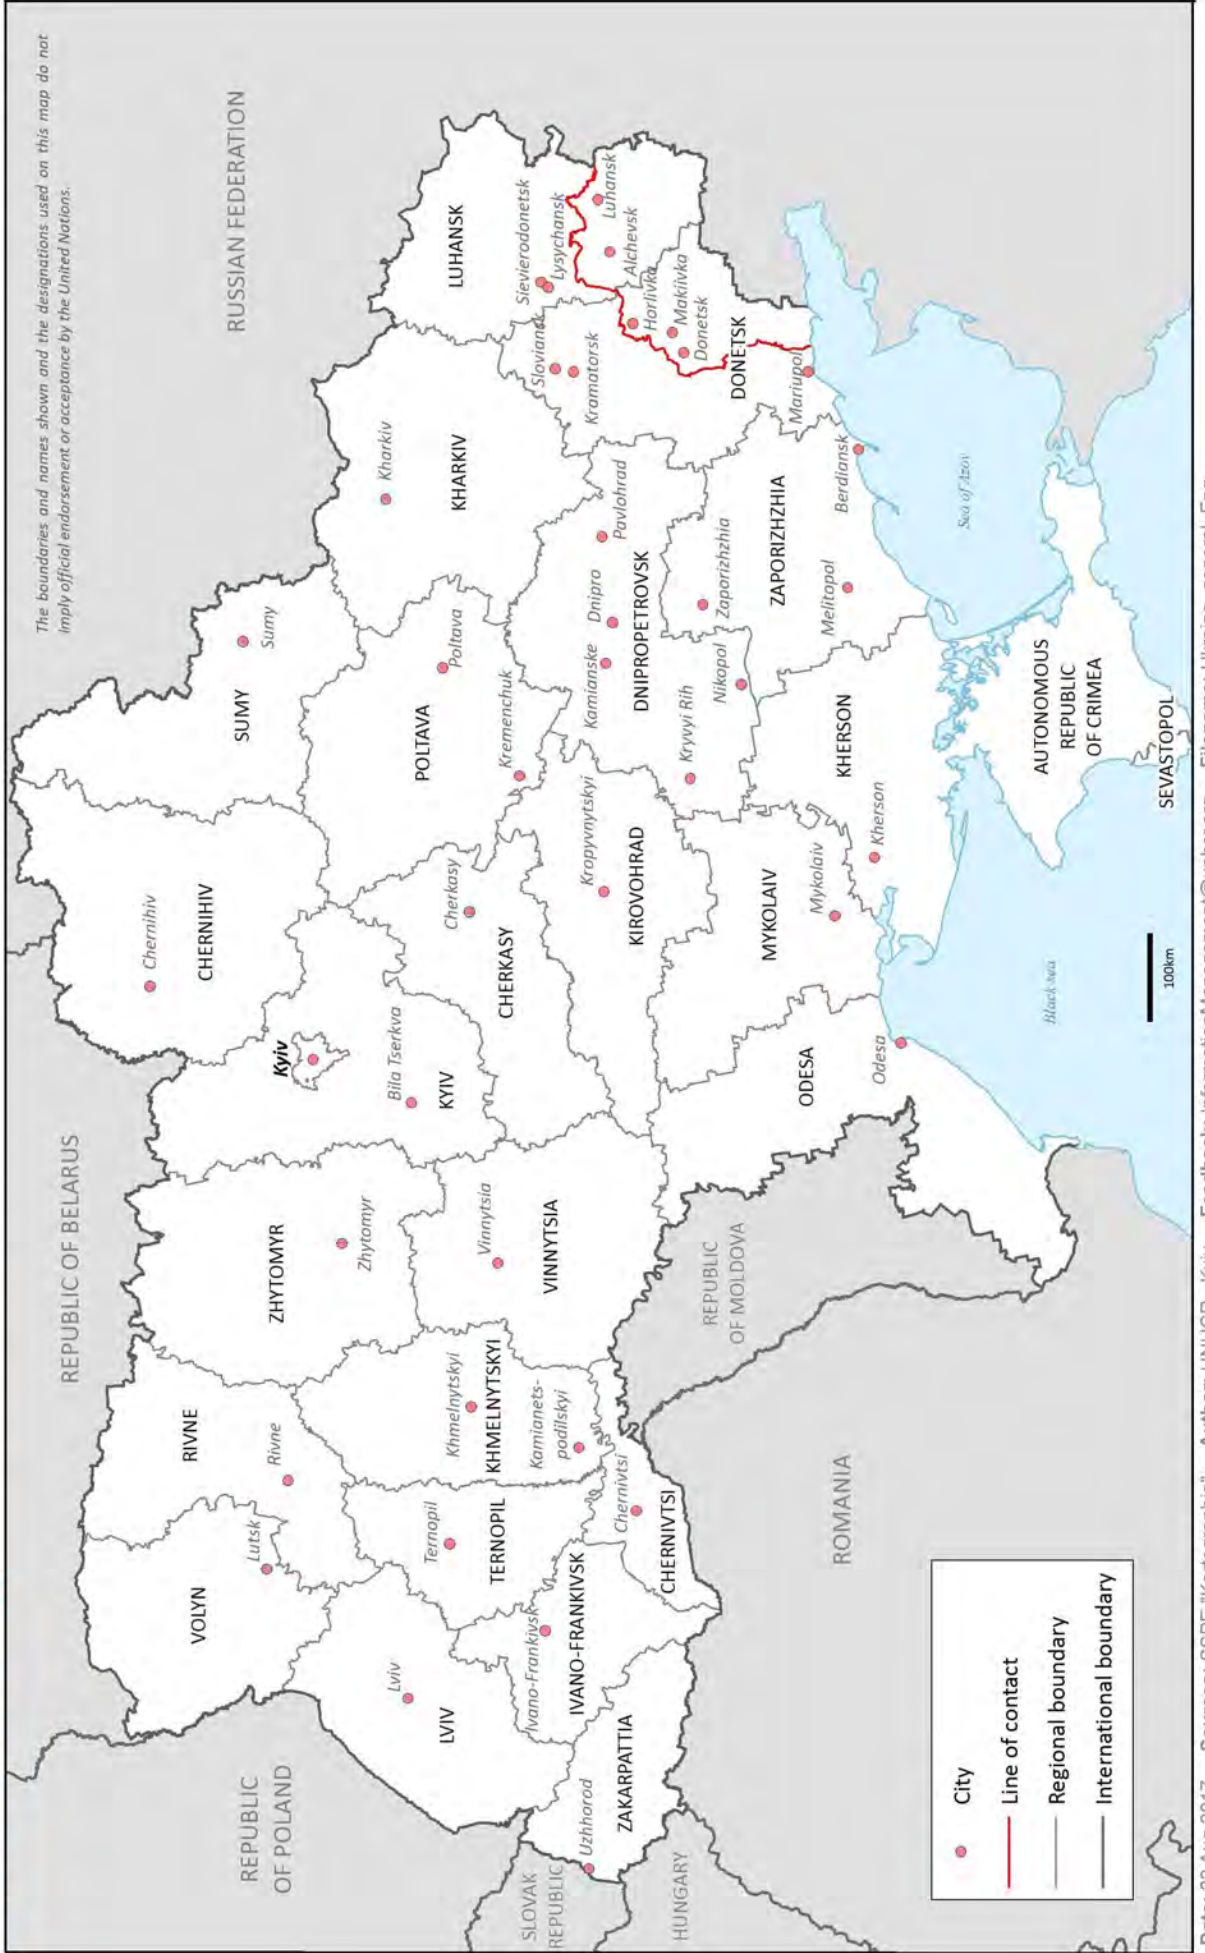 The boundaries and names shown and the designations used on this map do not
imply official endorsement or acceptance by the United Nations.
RUSSIAN FEDERATION
REPUBLIC OF BELARUS
REPUBLIC
OF POLAND
SLOVAK
REPUBLIC
HUNGARY
ROMANIA
REPUBLIC
OF MOLDOVA
VOLYN
Lutsk
RIVNE
Rivne
ZHYTOMYR
Zhytomyr
Kyiv
Bila Tserkva
KYIV
Chernihiv
CHERNIHIV
SUMY
Sumy
LVIV
Lviv
Ternopil
TERNOPIL
Khmelnytskyi
KHMELNYTSKYI
Kamianets-
podilskyi
Vinnytsia
VINNYTSIA
Cherkasy
CHERKASY
POLTAVA
Poltava
Kremenchuk
Kharkiv
KHARKIV
LUHANSK
Sievierodonetsk
Lysychansk
Luhansk
Alchevsk
Uzhhorod
ZAKARPATTIA
Ivano-Frankivsk
IVANO-FRANKIVSK
Chernivtsi
CHERNIVTSI
Kropyvnytskyi
KIROVOHRAD
Kamianske
Dnipro
Pavlohrad
DNIPROPETROVSK
Kryvyi Rih
Nikopol
Sloviansk
Kramatorsk
Horlivka
Makiivka
Donetsk
DONETSK
Mariupol
Zaporizhzhia
ZAPORIZHZHIA
Melitopol
Berdiansk
ODESA
Odesa
MYKOLAIV
Mykolaiv
KHERSON
Kherson
Sea of Azov
Black sea
AUTONOMOUS
REPUBLIC
OF CRIMEA
SEVASTOPOL
100km
City
Line of contact
Regional boundary
International boundary